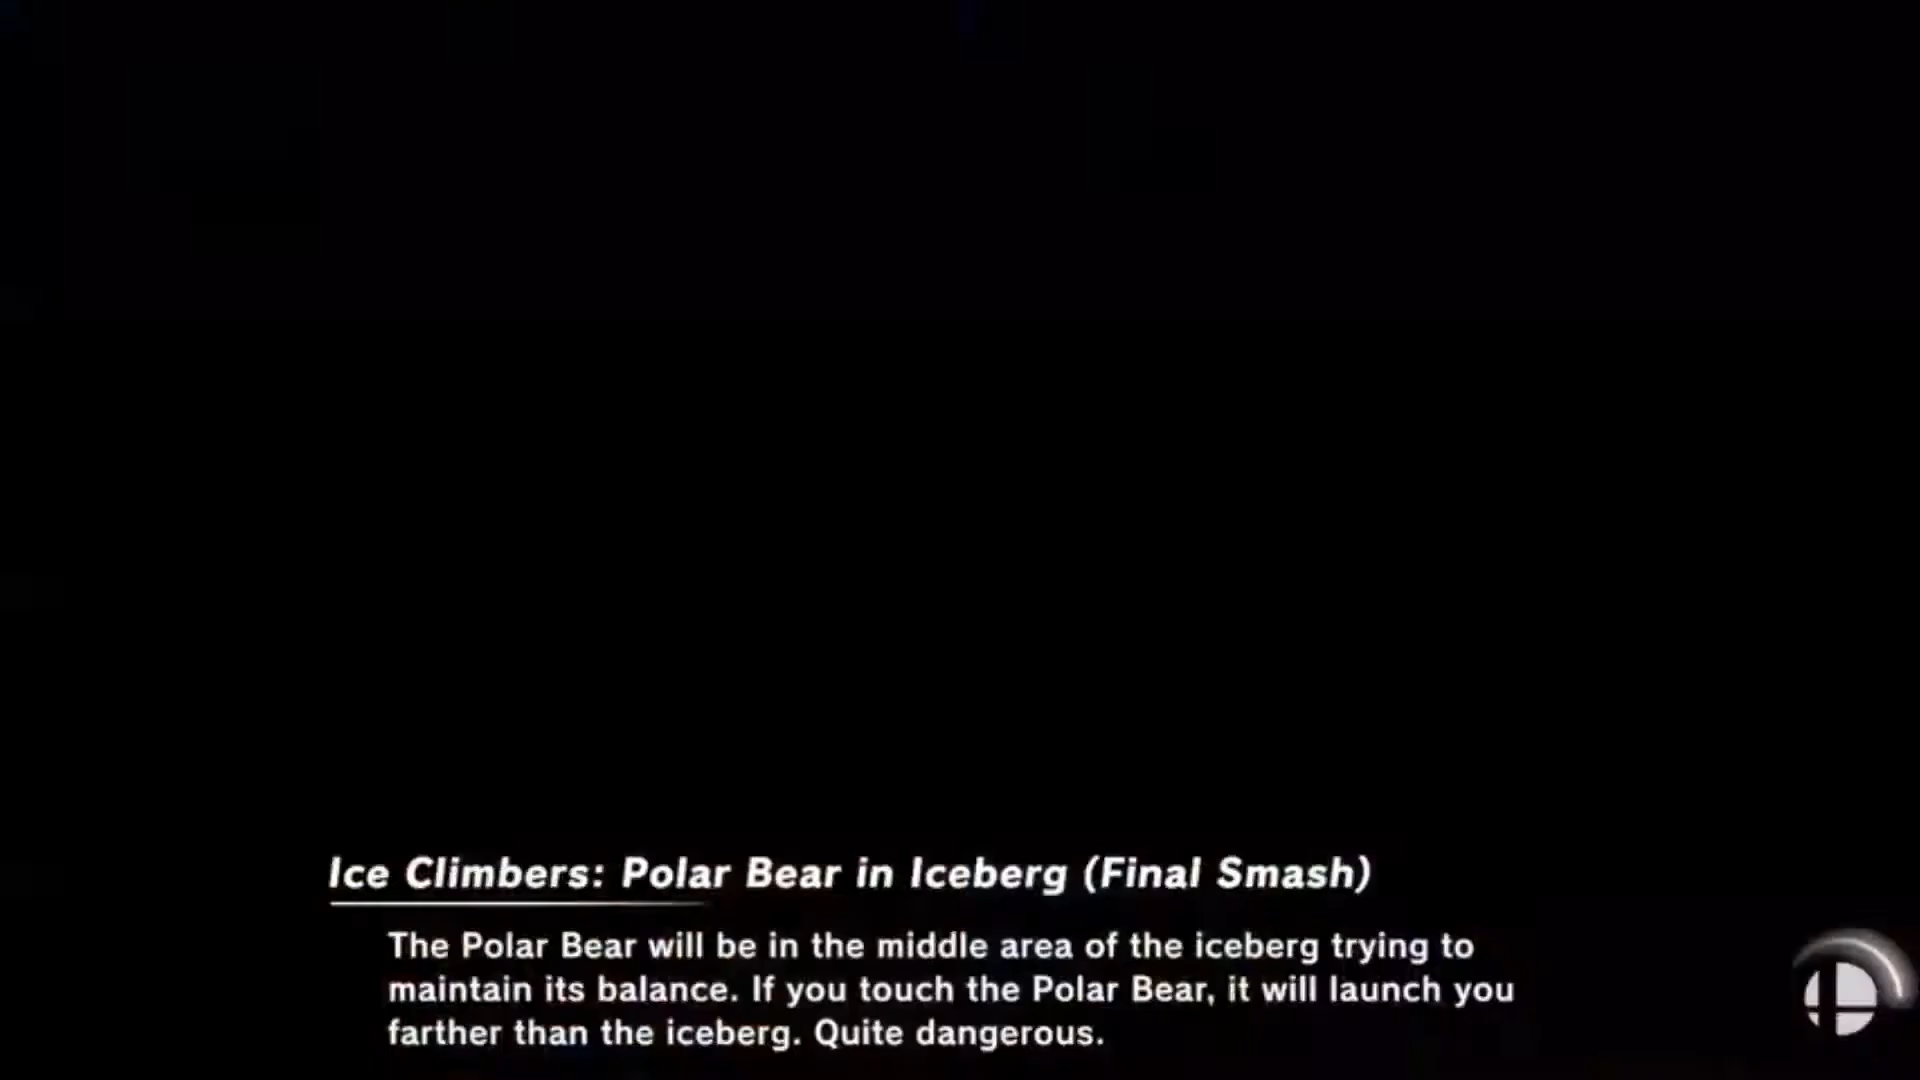 Ice Climbers: Polar Bear in Iceberg (Final Smash)
The Polar Bear will be in the middle area of the iceberg trying to
maintain its balance. If you touch the Polar Bear, it will launch you
farther than the iceberg. Quite dangerous.